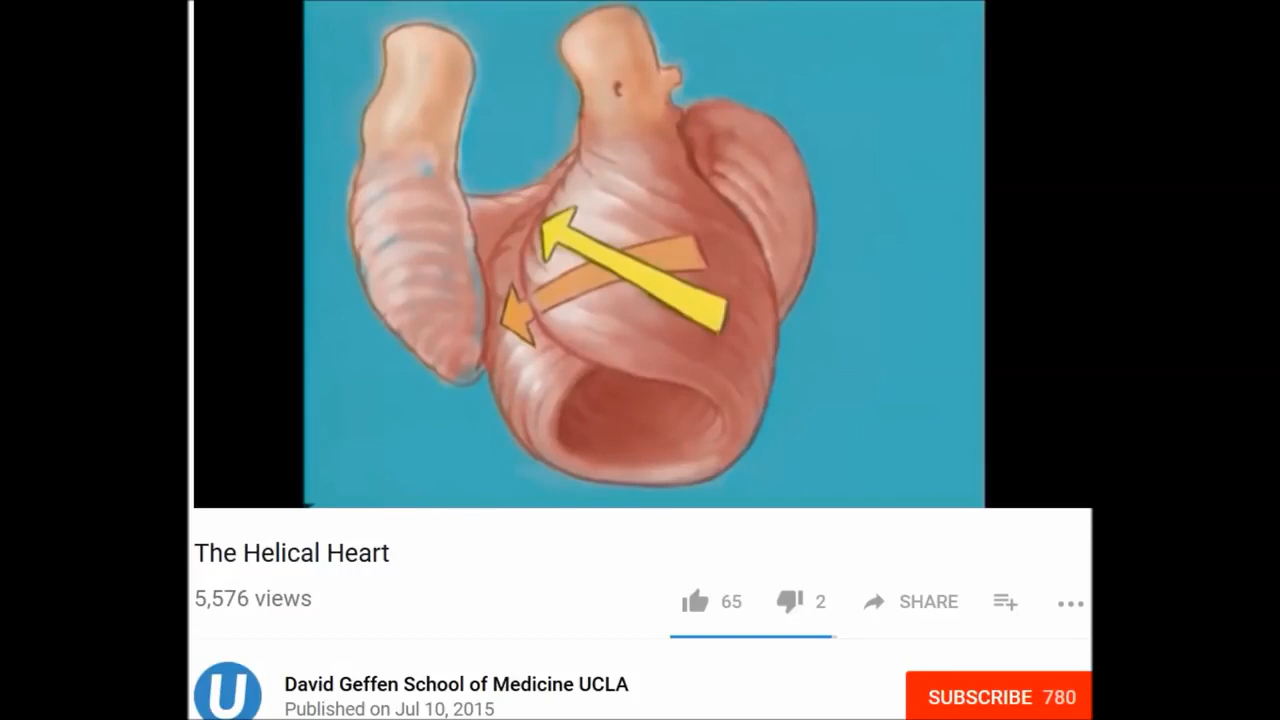 The Helical Heart
5,576 views
65 2 SHARE
U
David Geffen School of Medicine UCLA
Published on Jul 10, 2015
SUBSCRIBE 780